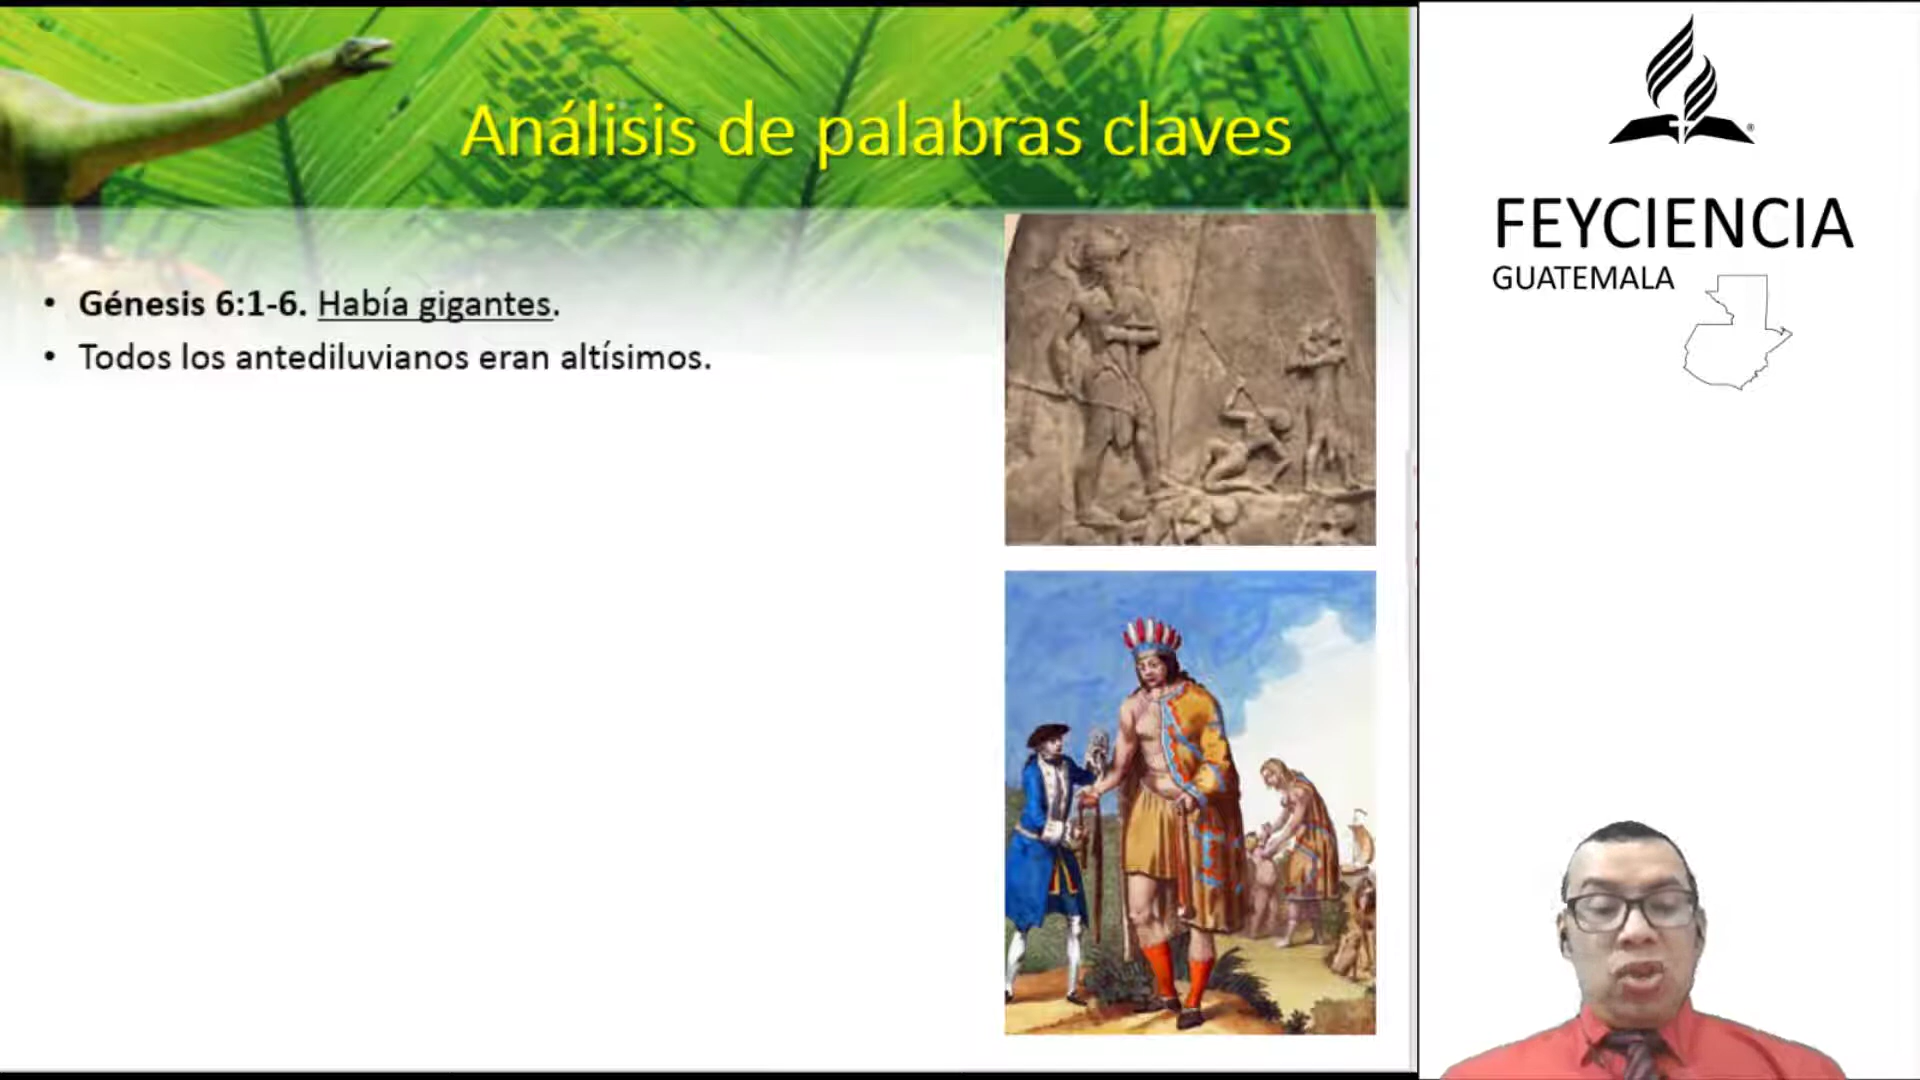 Análisis de palabras claves
• Génesis 6:1-6. Había gigantes.
• Todos los antediluvianos eran altísimos.
®
FEYCIENCIA
GUATEMALA